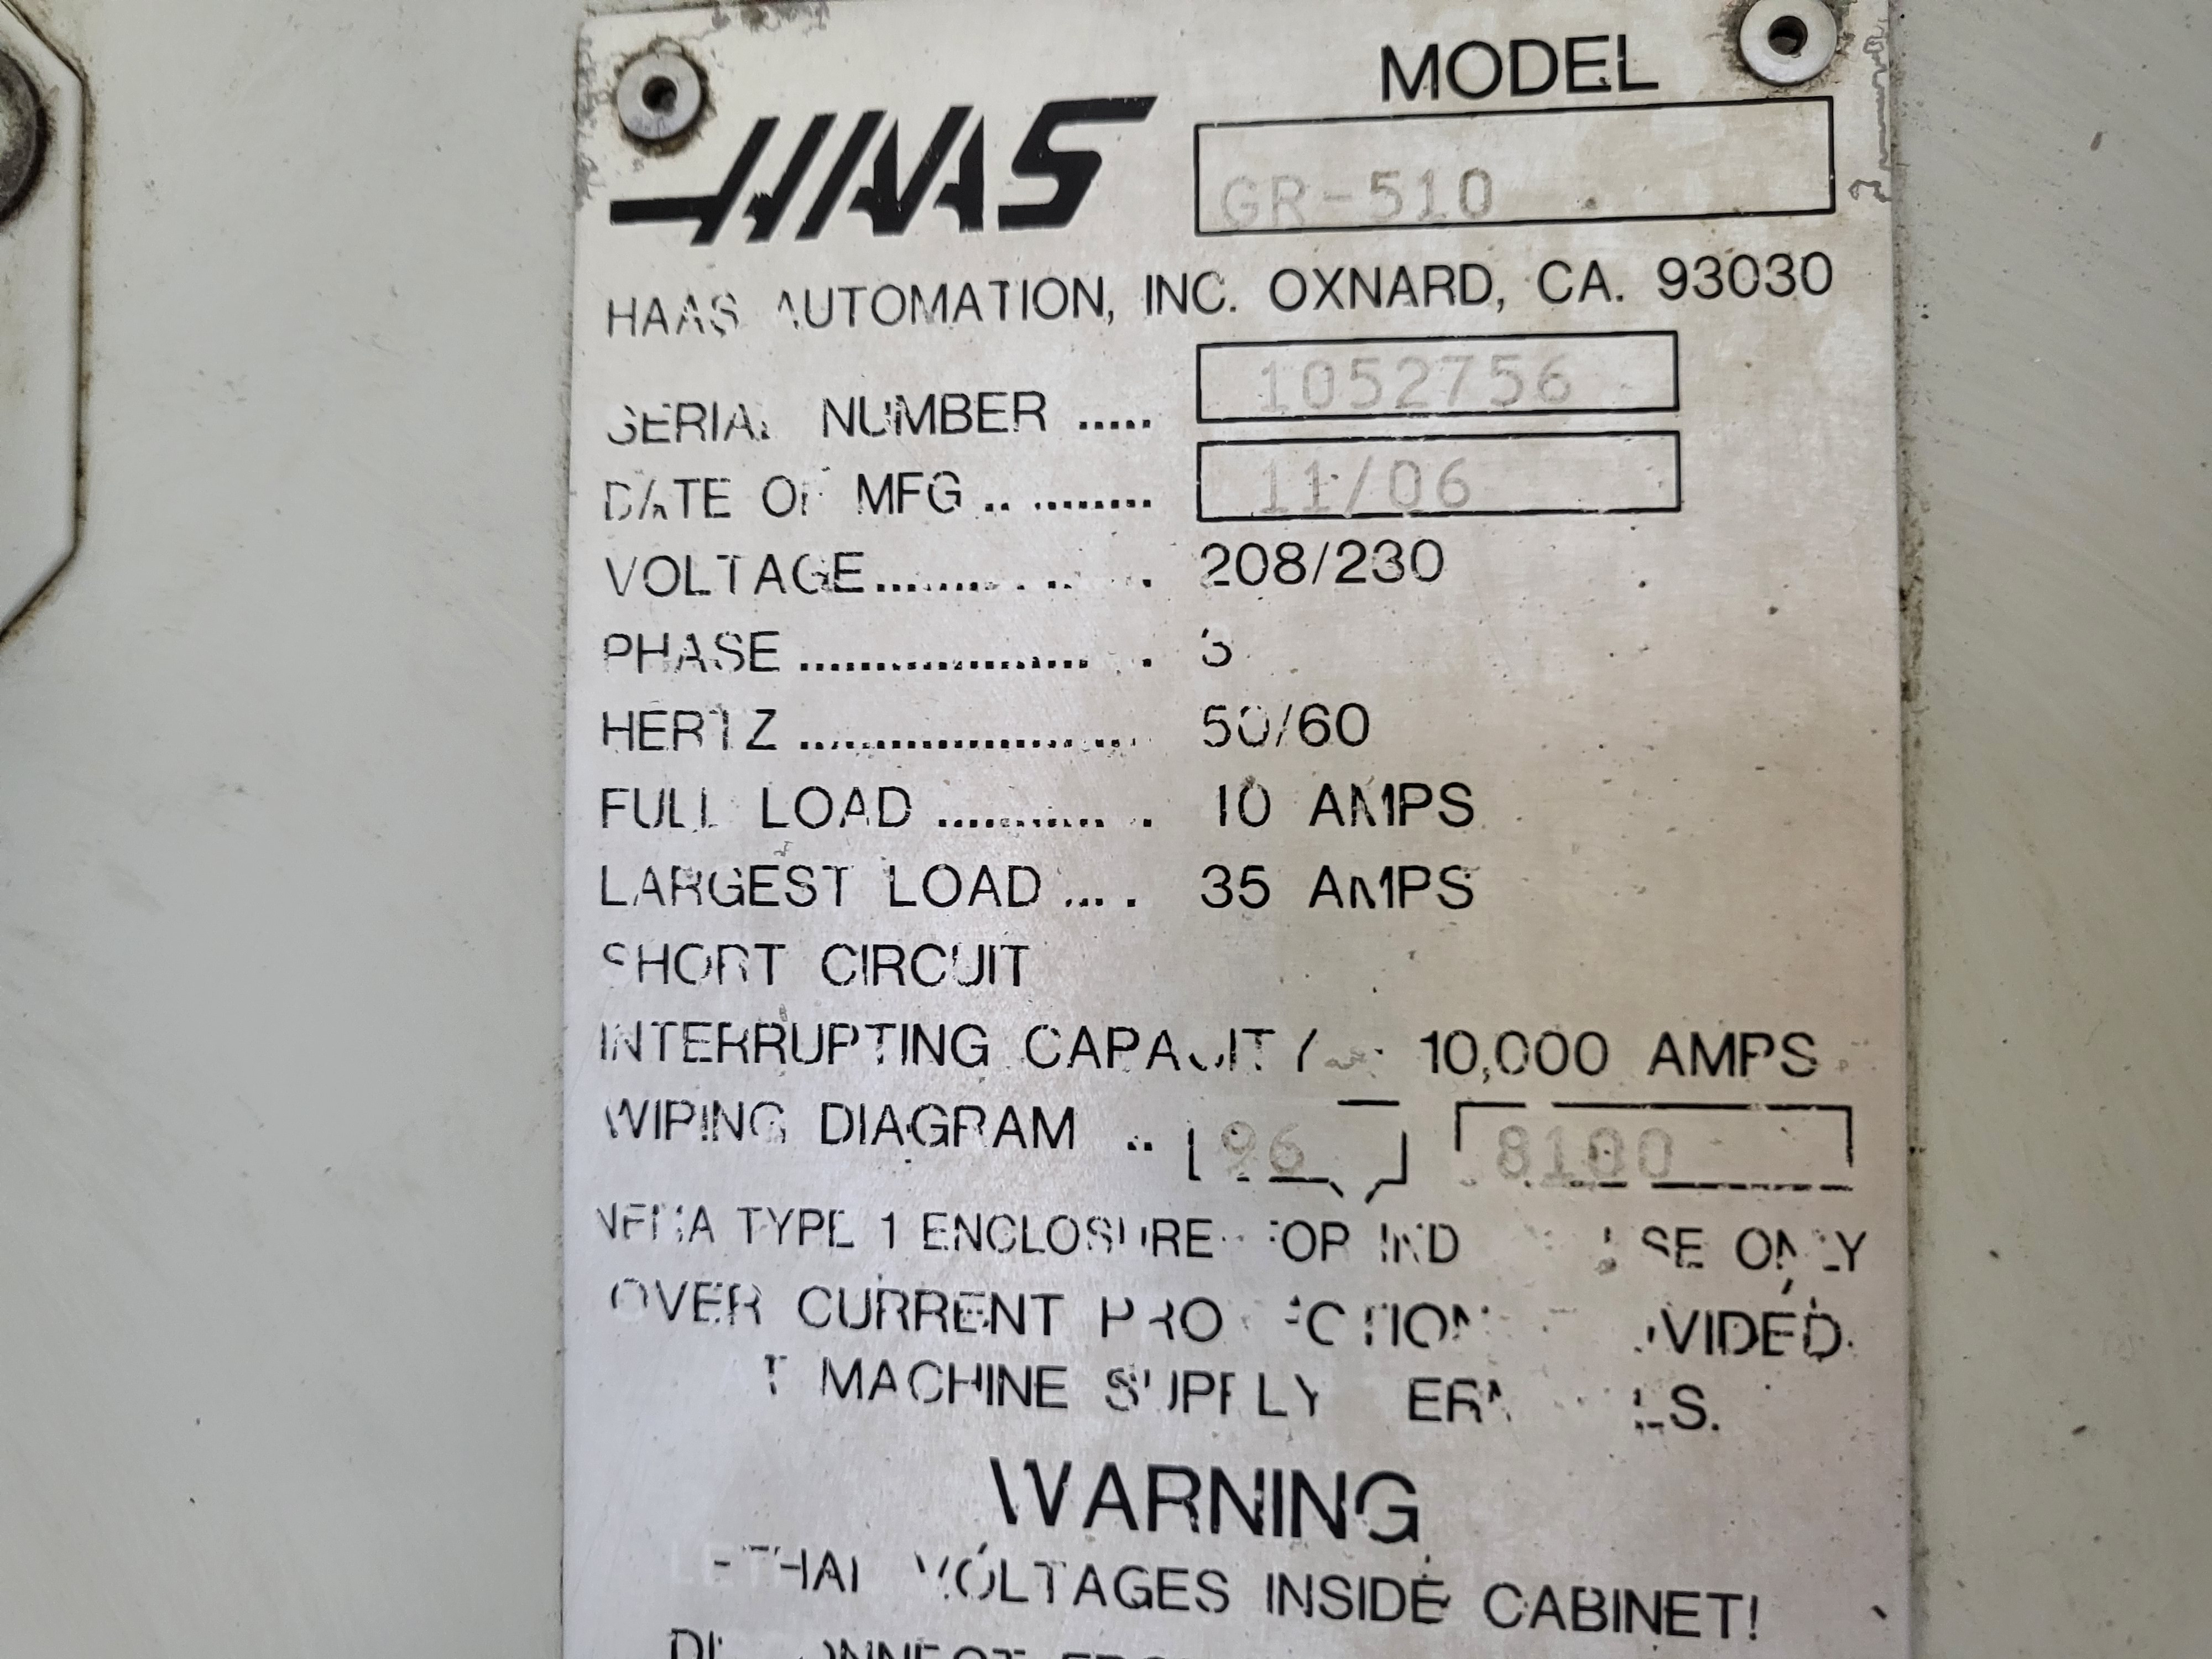 MODEL
HAAS
GR-510
HAAS AUTOMATION, INC. OXNARD, CA. 93030
SERIAL NUMBER ..... 1052756
DATE OF MFG .. ........ 11/06
VOLTAGE.......... . .. . . 208/230
PHASE ...................... . 3
HERTZ ........................ 50/60
FULL LOAD ............ . 10 AMPS
LARGEST LOAD ... . 35 AMPS
SHORT CIRCUIT
INTERRUPTING CAPACITY 10,000 AMPS
WIRING DIAGRAM .. 96 8100
NEMA TYPE 1 ENCLOSURE FOR USE ONLY
OVER CURRENT PROTECTION PROVIDED
AT MACHINE SUPPLY TERMINALS.
WARNING
LETHAL VOLTAGES INSIDE CABINET!